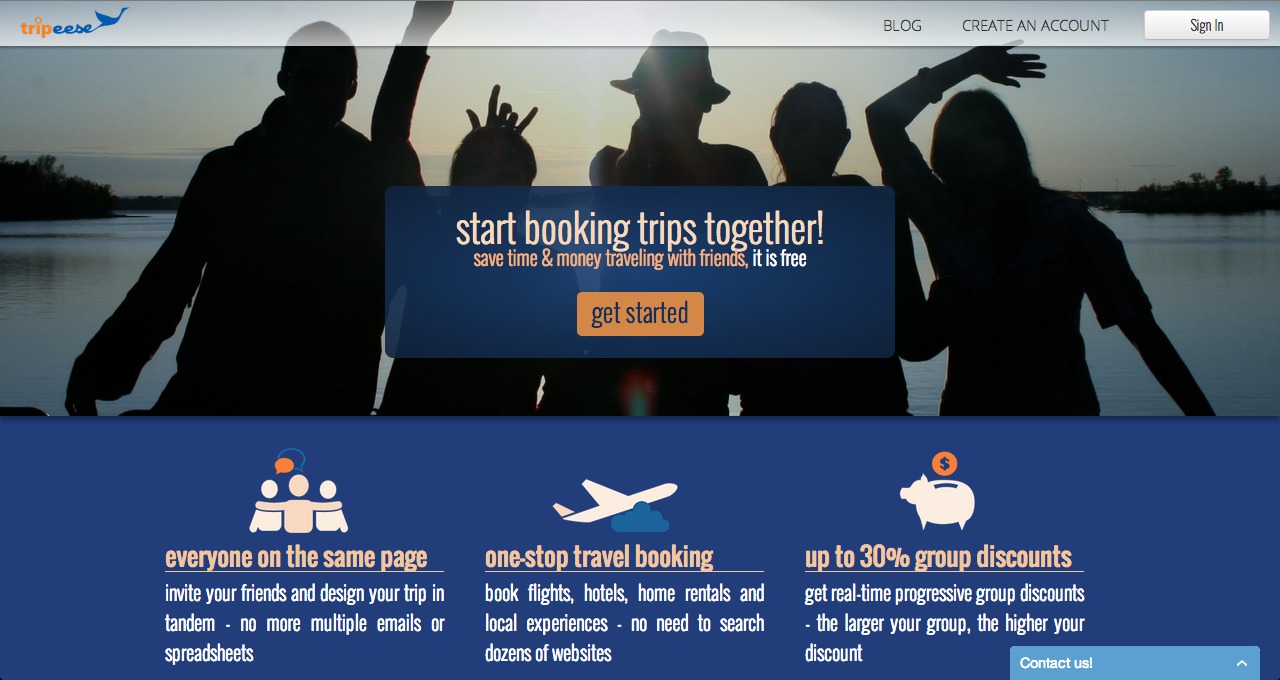 tripeese
BLOG
CREATE AN ACCOUNT
Sign In
start booking trips together!
save time & money traveling with friends, it is free
get started
$
everyone on the same page
invite your friends and design your trip in
tandem - no more multiple emails or
spreadsheets
one-stop travel booking
book flights, hotels, home rentals and
local experiences - no need to search
dozens of websites
up to 30% group discounts
get real-time progressive group discounts
- the larger your group, the higher your
discount
Contact us!